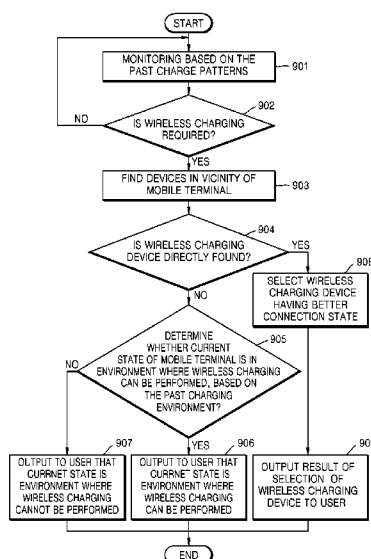 START
MONITORING BASED ON THE
PAST CHARGE PATTERNS
901
902
NO
IS WIRELESS CHARGING
REQUIRED?
YES
FIND DEVICES IN VICINITY OF
MOBILE TERMINAL
903
904
IS WIRELESS CHARGING
DEVICE DIRECTLY FOUND?
YES
NO
SELECT WIRELESS
CHARGING DEVICE
HAVING BETTER
CONNECTION STATE
905
DETERMINE
WHETHER CURRENT
STATE OF MOBILE TERMINAL IS IN
ENVIRONMENT WHERE WIRELESS CHARGING
CAN BE PERFORMED, BASED ON
THE PAST CHARGING
ENVIRONMENT?
NO
YES
907
OUTPUT TO USER THAT
CURRNET STATE IS
ENVIRONMENT WHERE
WIRELESS CHARGING
CANNOT BE PERFORMED
906
OUTPUT TO USER THAT
CURRNET STATE IS
ENVIRONMENT WHERE
WIRELESS CHARGING
CAN BE PERFORMED
OUTPUT RESULT OF
SELECTION OF
WIRELESS CHARGING
DEVICE TO USER
END